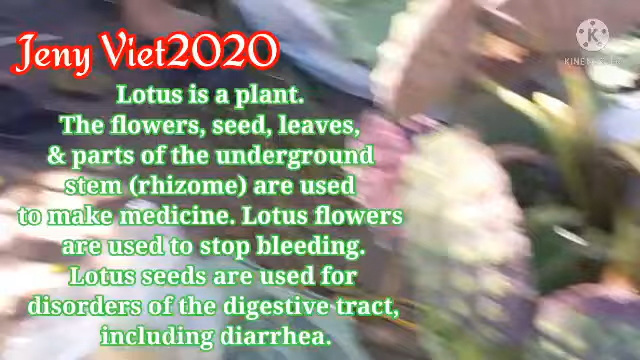 Jeny Viet2020
KINEMASTER
Lotus is a plant.
The flowers, seed, leaves,
& parts of the underground
stem (rhizome) are used
to make medicine. Lotus flowers
are used to stop bleeding.
Lotus seeds are used for
disorders of the digestive tract,
including diarrhea.